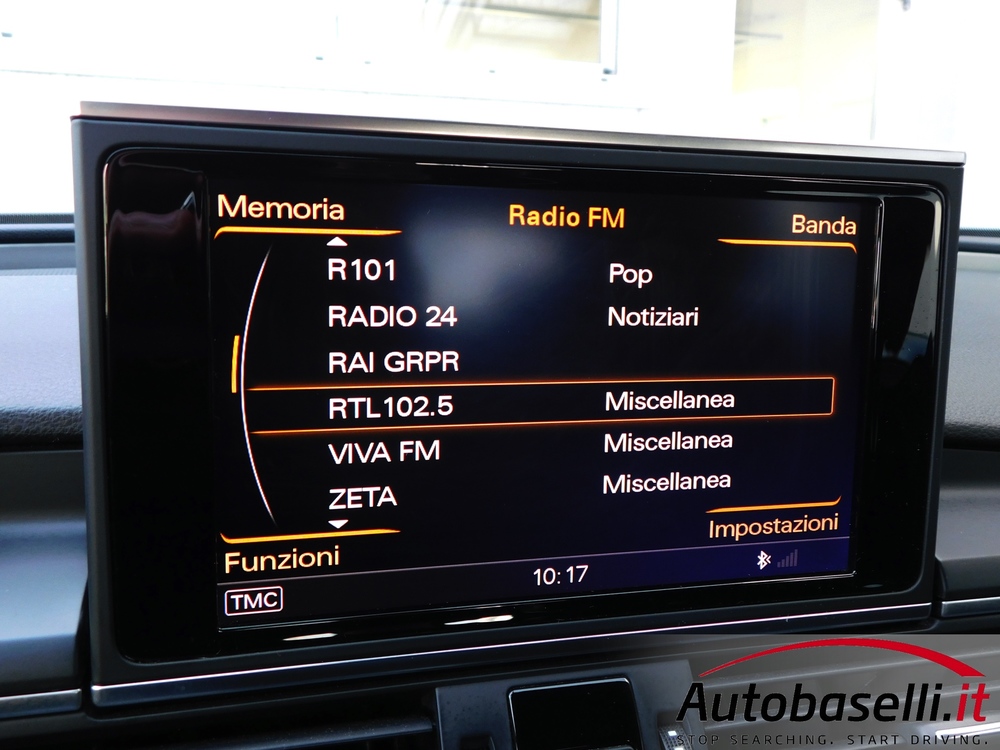 Memoria
Radio FM
Banda
R101 Pop
RADIO 24 Notiziari
RAI GRPR
RTL102.5 Miscellanea
VIVA FM Miscellanea
ZETA Miscellanea
Funzioni
Impostazioni
TMC
10:17
Autobaselli.it
STOP SEARCHING. START DRIVING.